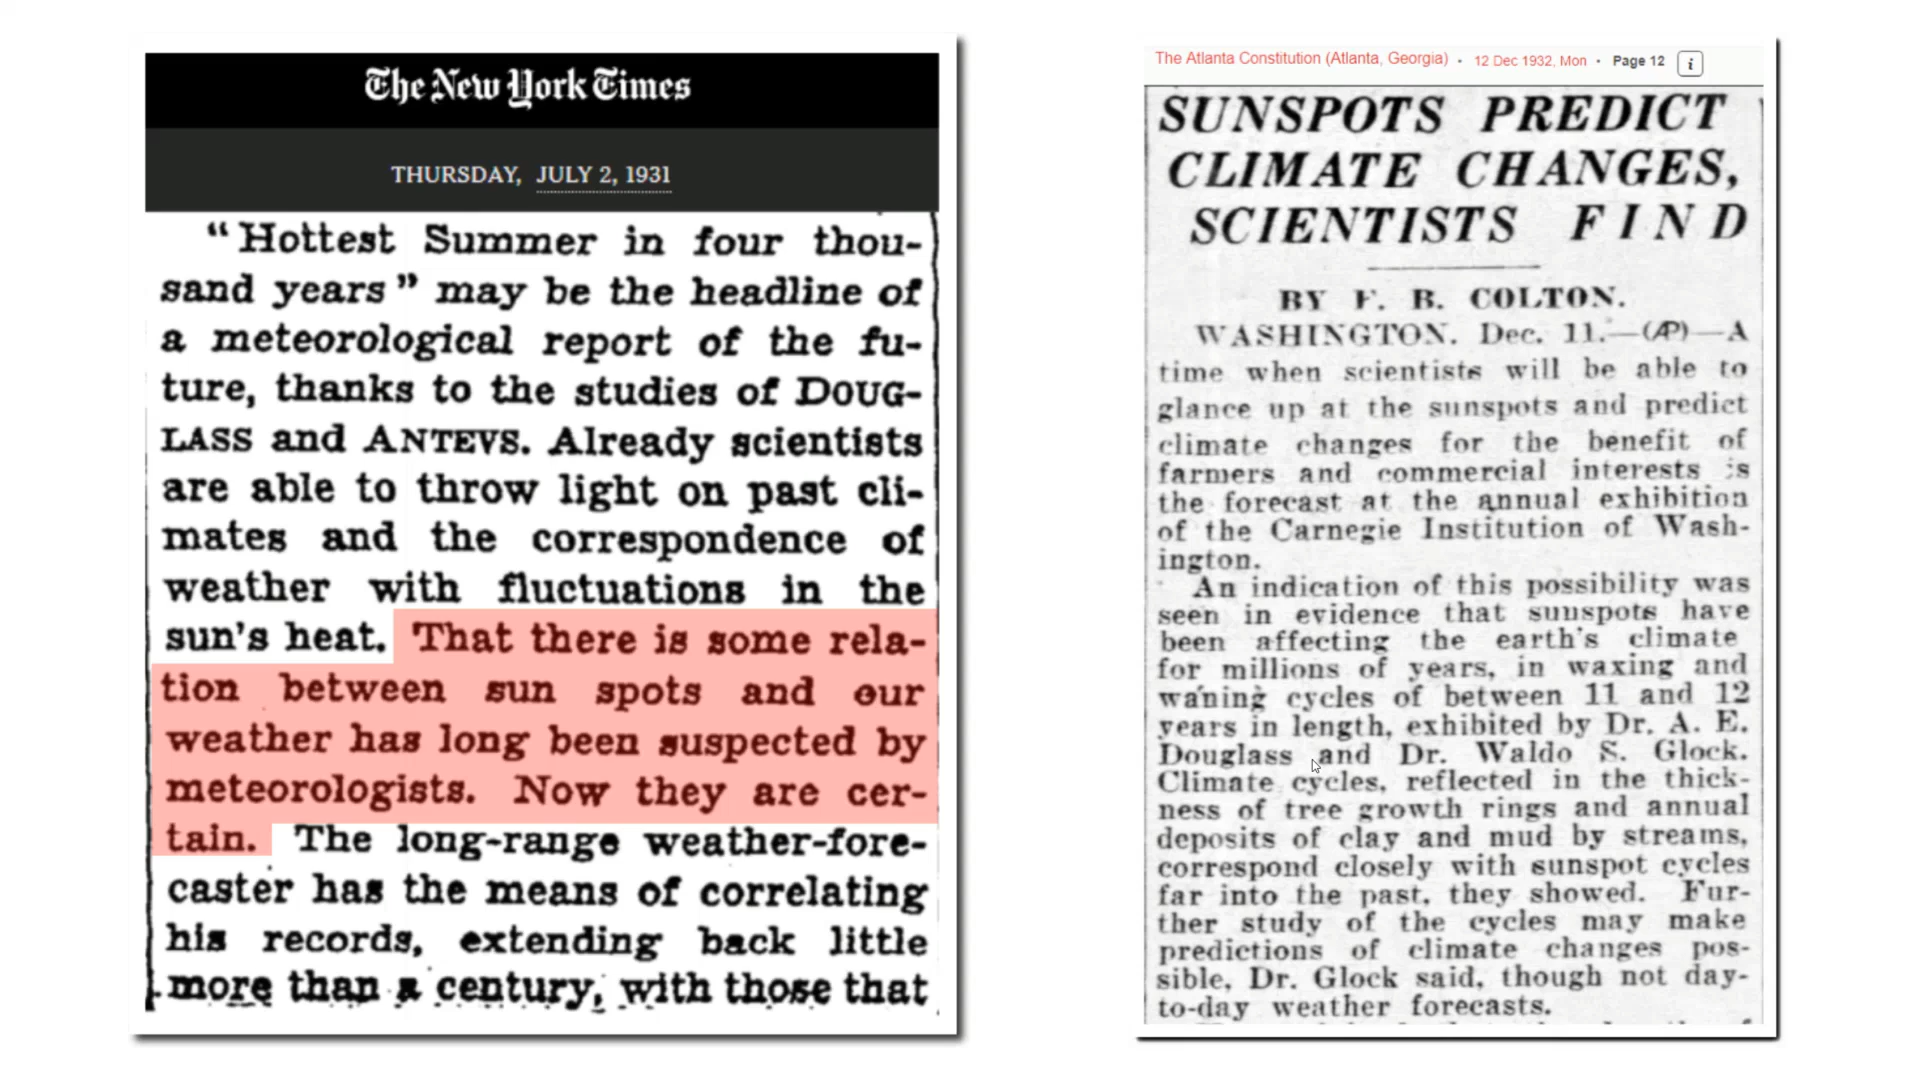 The New York Times
THURSDAY, JULY 2, 1931
“Hottest Summer in four thou-
sand years” may be the headline of
a meteorological report of the fu-
ture, thanks to the studies of DOUG-
LASS and ANTEVS. Already scientists
are able to throw light on past cli-
mates and the correspondence of
weather with fluctuations in the
sun's heat. That there is some rela-
tion between sun spots and our
weather has long been suspected by
meteorologists. Now they are cer-
tain. The long-range weather-fore-
caster has the means of correlating
his records, extending back little
more than a century, with those that
The Atlanta Constitution (Atlanta, Georgia) · 12 Dec 1932, Mon · Page 12
SUNSPOTS PREDICT
CLIMATE CHANGES,
SCIENTISTS FIND
BY F. B. COLTON.
WASHINGTON. Dec. 11.—(AP)—A
time when scientists will be able to
glance up at the sunspots and predict
climate changes for the benefit of
farmers and commercial interests is
the forecast at the annual exhibition
of the Carnegie Institution of Wash-
ington.
An indication of this possibility was
seen in evidence that sunspots have
been affecting the earth's climate
for millions of years, in waxing and
waning cycles of between 11 and 12
years in length, exhibited by Dr. A. E.
Douglass and Dr. Waldo S. Glock.
Climate cycles, reflected in the thick-
ness of tree growth rings and annual
deposits of clay and mud by streams,
correspond closely with sunspot cycles
far into the past, they showed. Fur-
ther study of the cycles may make
predictions of climate changes pos-
sible, Dr. Glock said, though not day-
to-day weather forecasts.